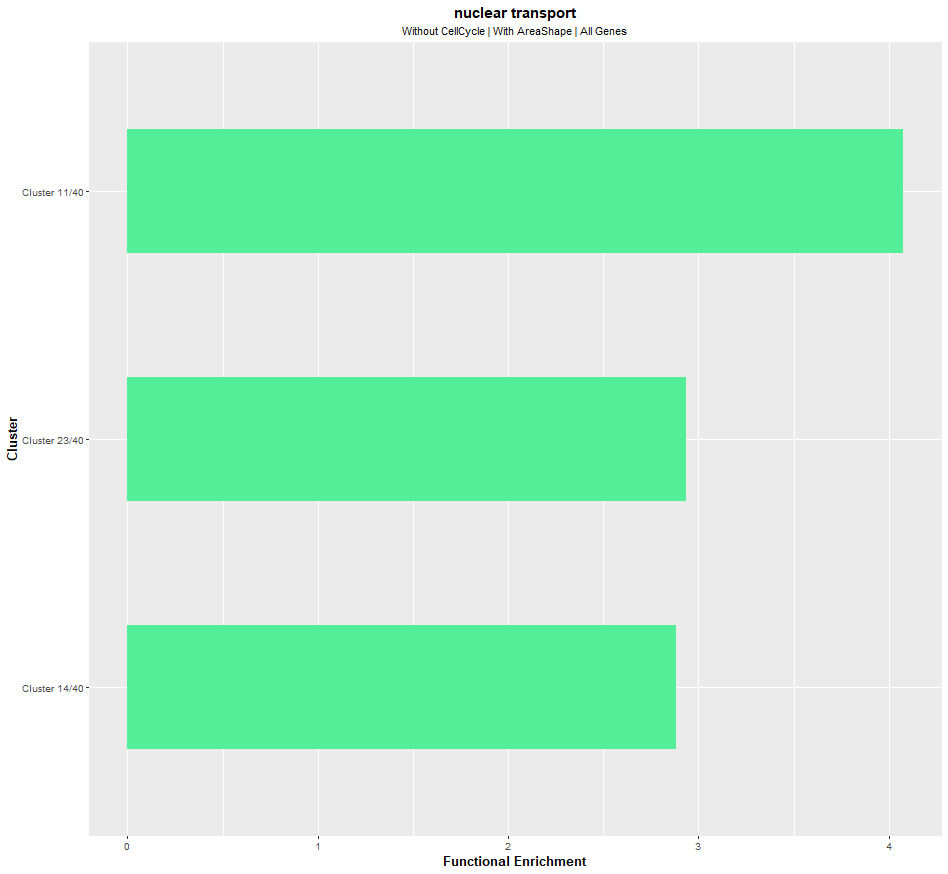 nuclear transport
Without CellCycle | With AreaShape | All Genes
Cluster
Cluster 11/40
Cluster 23/40
Cluster 14/40
0 1 2 3 4
Functional Enrichment